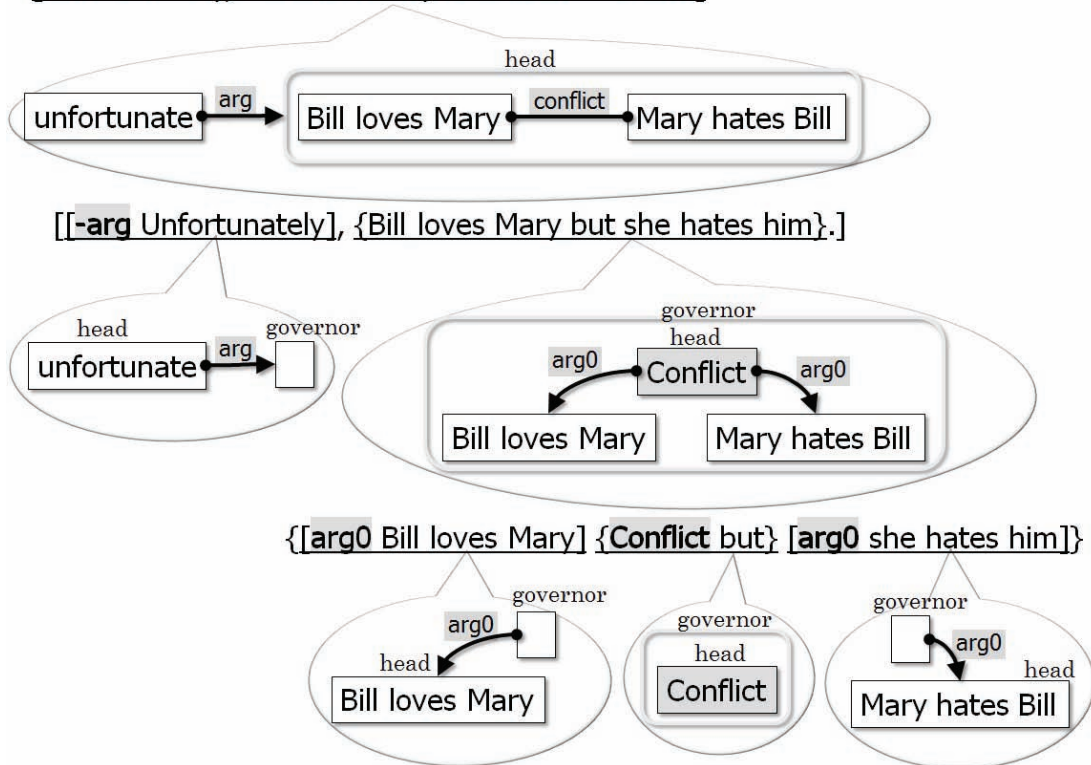 head
unfortunate arg Bill loves Mary conflict Mary hates Bill
[[-arg Unfortunately], {Bill loves Mary but she hates him}.]
governor
head governor head
unfortunate arg arg0 Conflict arg0
Bill loves Mary Mary hates Bill
{[arg0 Bill loves Mary] {Conflict but} [arg0 she hates him]}
governor governor
arg0 governor arg0
head head head
Bill loves Mary Conflict Mary hates Bill